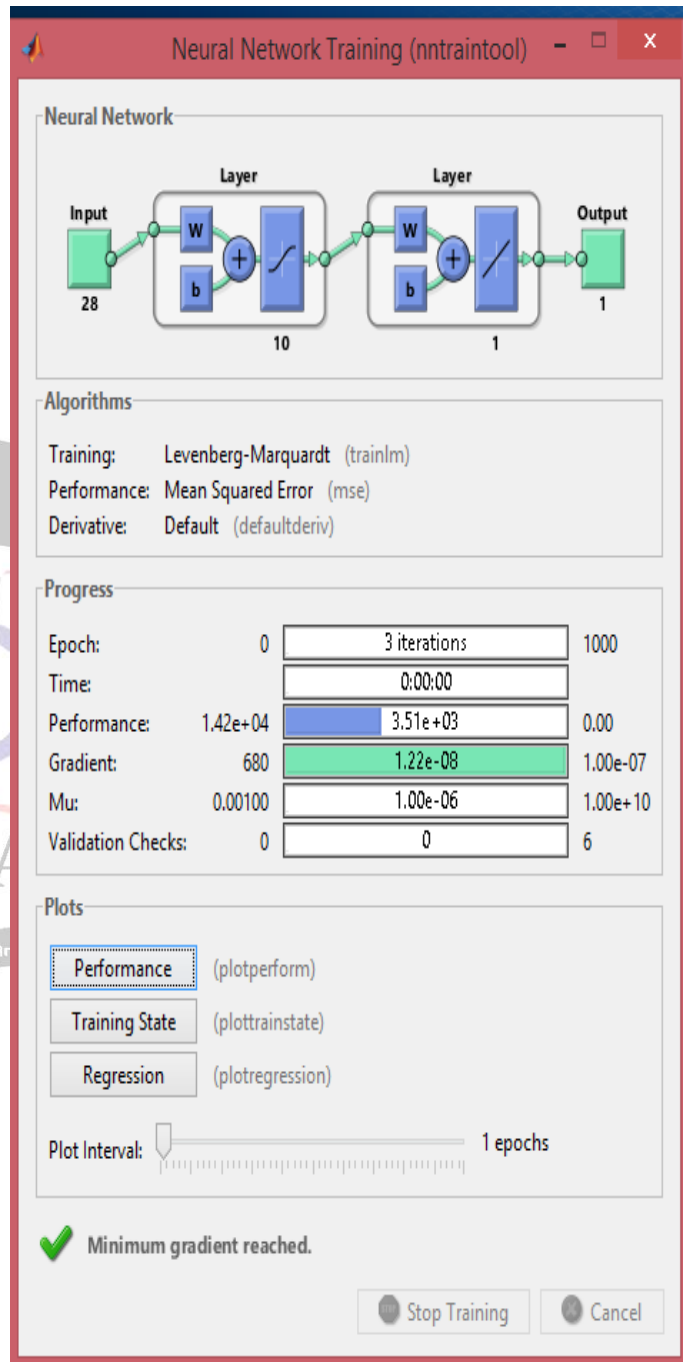 Neural Network Training (nntraintool)
Neural Network
Layer Layer
Input Output
W W
b b
28 1
10 1
Algorithms
Training: Levenberg-Marquardt (trainlm)
Performance: Mean Squared Error (mse)
Derivative: Default (defaultderiv)
Progress
Epoch: 0 3 iterations 1000
Time: 0:00:00
Performance: 1.42e+04 3.51e+03 0.00
Gradient: 680 1.22e-08 1.00e-07
Mu: 0.00100 1.00e-06 1.00e+10
Validation Checks: 0 0 6
Plots
Performance (plotperform)
Training State (plottrainstate)
Regression (plotregression)
Plot Interval: 1 epochs
Minimum gradient reached.
Stop Training Cancel